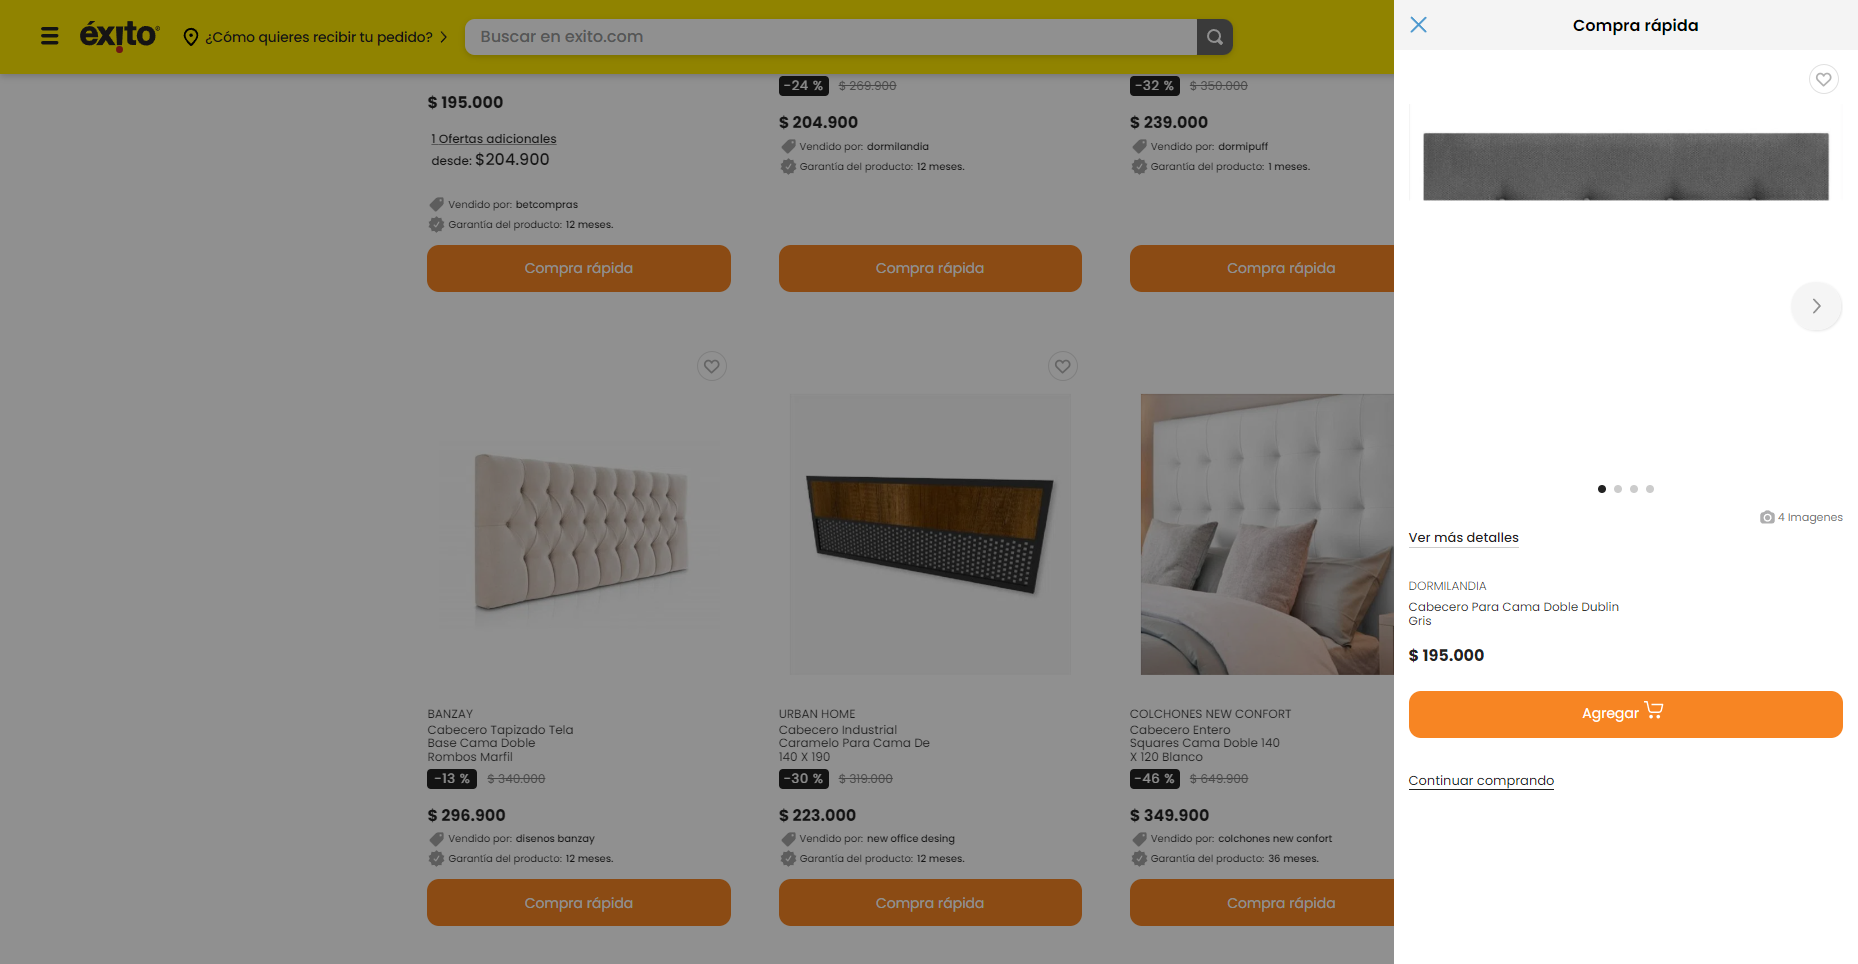 éxito
¿Cómo quieres recibir tu pedido?
Buscar en exito.com
$ 195.000
1 Ofertas adicionales
desde: $204.900
Vendido por: betcompras
Garantía del producto: 12 meses.
Compra rápida
-24 % $ 269.900
$ 204.900
Vendido por: dormilandia
Garantía del producto: 12 meses.
Compra rápida
-32 % $ 350.000
$ 239.000
Vendido por: dormipuff
Garantía del producto: 1 meses.
Compra rápida
BANZAY
Cabecero Tapizado Tela
Base Cama Doble
Rombos Marfil
-13 % $ 340.000
$ 296.900
Vendido por: disenos banzay
Garantía del producto: 12 meses.
Compra rápida
URBAN HOME
Cabecero Industrial
Caramelo Para Cama De
140 X 190
-30 % $ 319.000
$ 223.000
Vendido por: new office desing
Garantía del producto: 12 meses.
Compra rápida
COLCHONES NEW CONFORT
Cabecero Entero
Squares Cama Doble 140
X 120 Blanco
-46 % $ 649.900
$ 349.900
Vendido por: colchones new confort
Garantía del producto: 36 meses.
Compra rápida
Compra rápida
4 Imagenes
Ver más detalles
DORMILANDIA
Cabecero Para Cama Doble Dublin
Gris
$ 195.000
Agregar
Continuar comprando